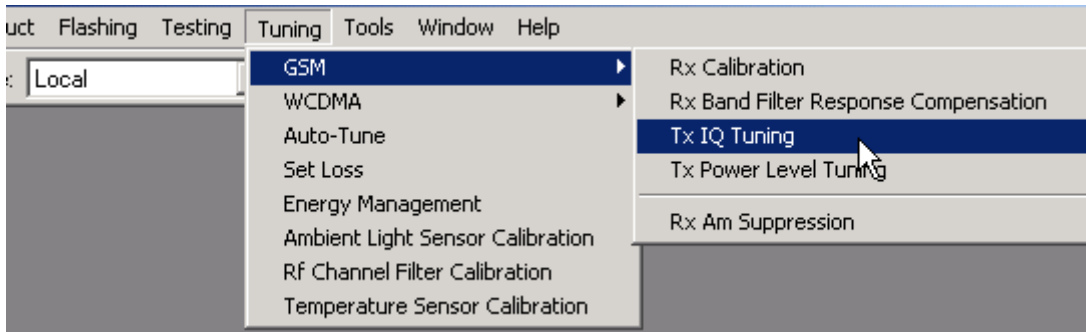 uct Flashing Testing Tuning Tools Window Help
e: Local
GSM
WCDMA
Auto-Tune
Set Loss
Energy Management
Ambient Light Sensor Calibration
Rf Channel Filter Calibration
Temperature Sensor Calibration
Rx Calibration
Rx Band Filter Response Compensation
Tx IQ Tuning
Tx Power Level Tuning
Rx Am Suppression